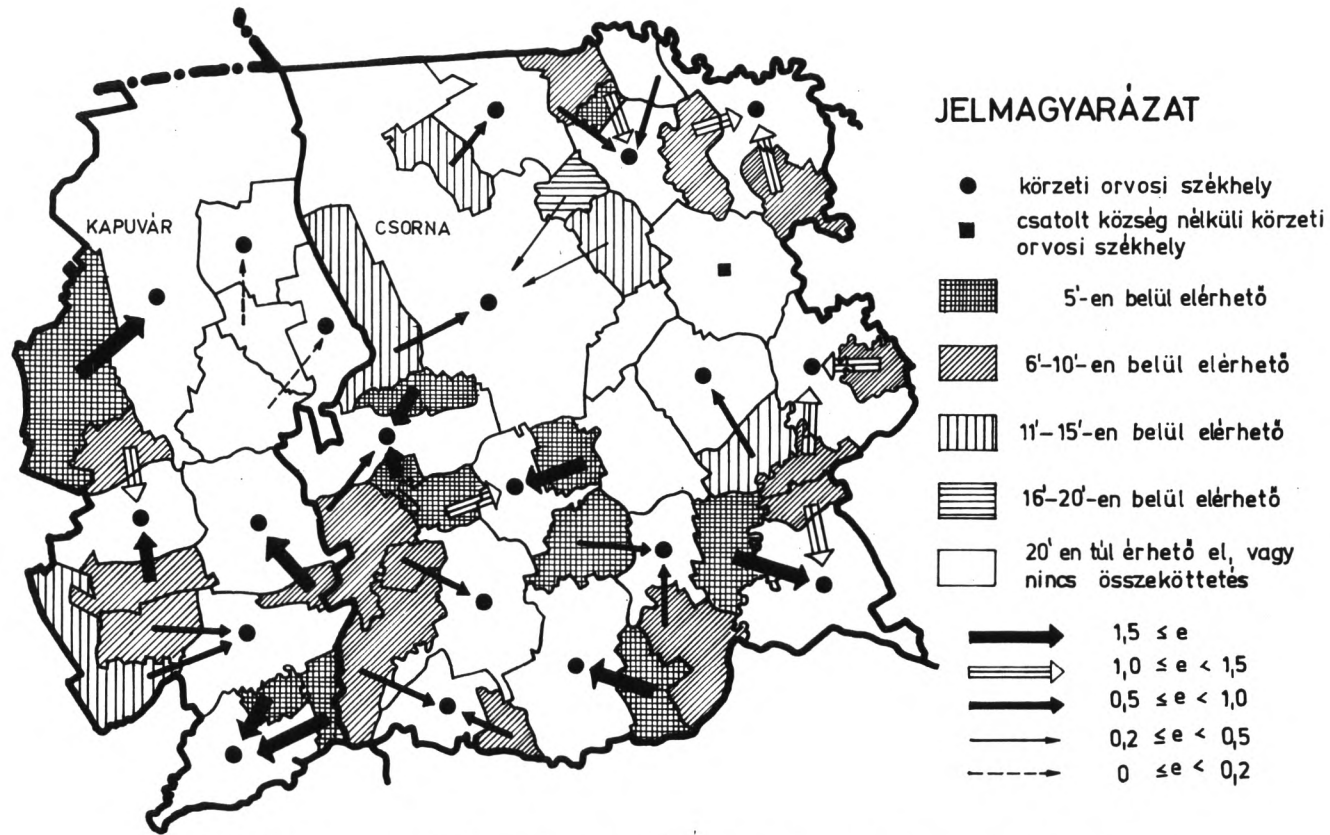 KAPUVÁR
CSORNA
JELMAGYARÁZAT
körzeti orvosi székhely
csatolt község nélküli körzeti
orvosi székhely
5'-en belül elérhető
6'-10'-en belül elérhető
11'-15'-en belül elérhető
16'-20'-en belül elérhető
20' en túl érhető el, vagy
nincs összeköttetés
1,5 ≤ e
1,0 ≤ e < 1,5
0,5 ≤ e < 1,0
0,2 ≤ e < 0,5
0 ≤ e < 0,2